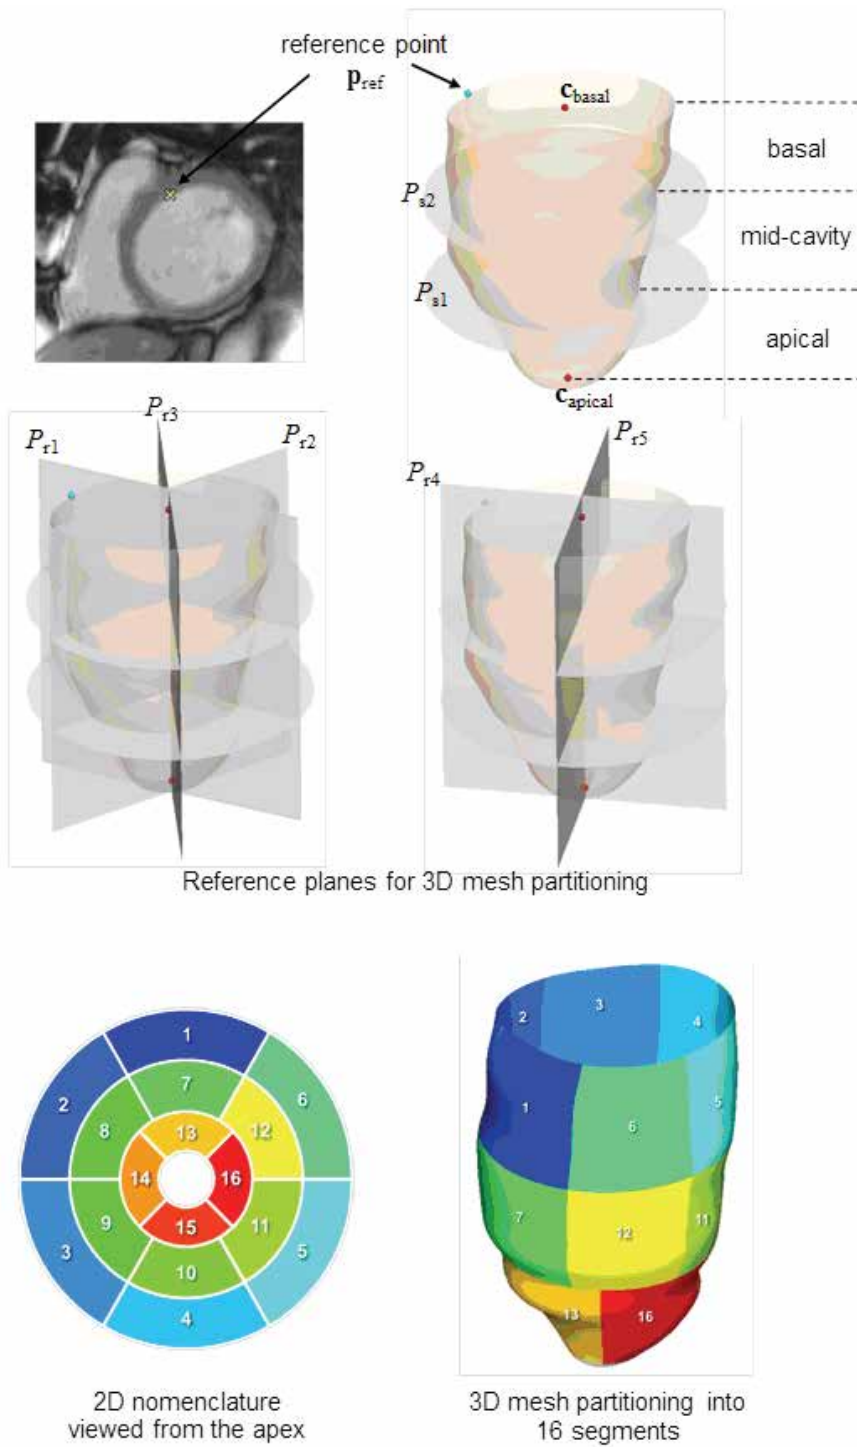 reference point
p_ref
c_basal
basal
P_s2
mid-cavity
P_s1
apical
c_apical
P_r3
P_r1
P_r2
P_r5
P_r4
Reference planes for 3D mesh partitioning
1
2
6
7
8
12
13
14
16
15
9
11
3
10
5
4
2
3
4
1
6
5
7
12
11
13
16
2D nomenclature
viewed from the apex
3D mesh partitioning into
16 segments